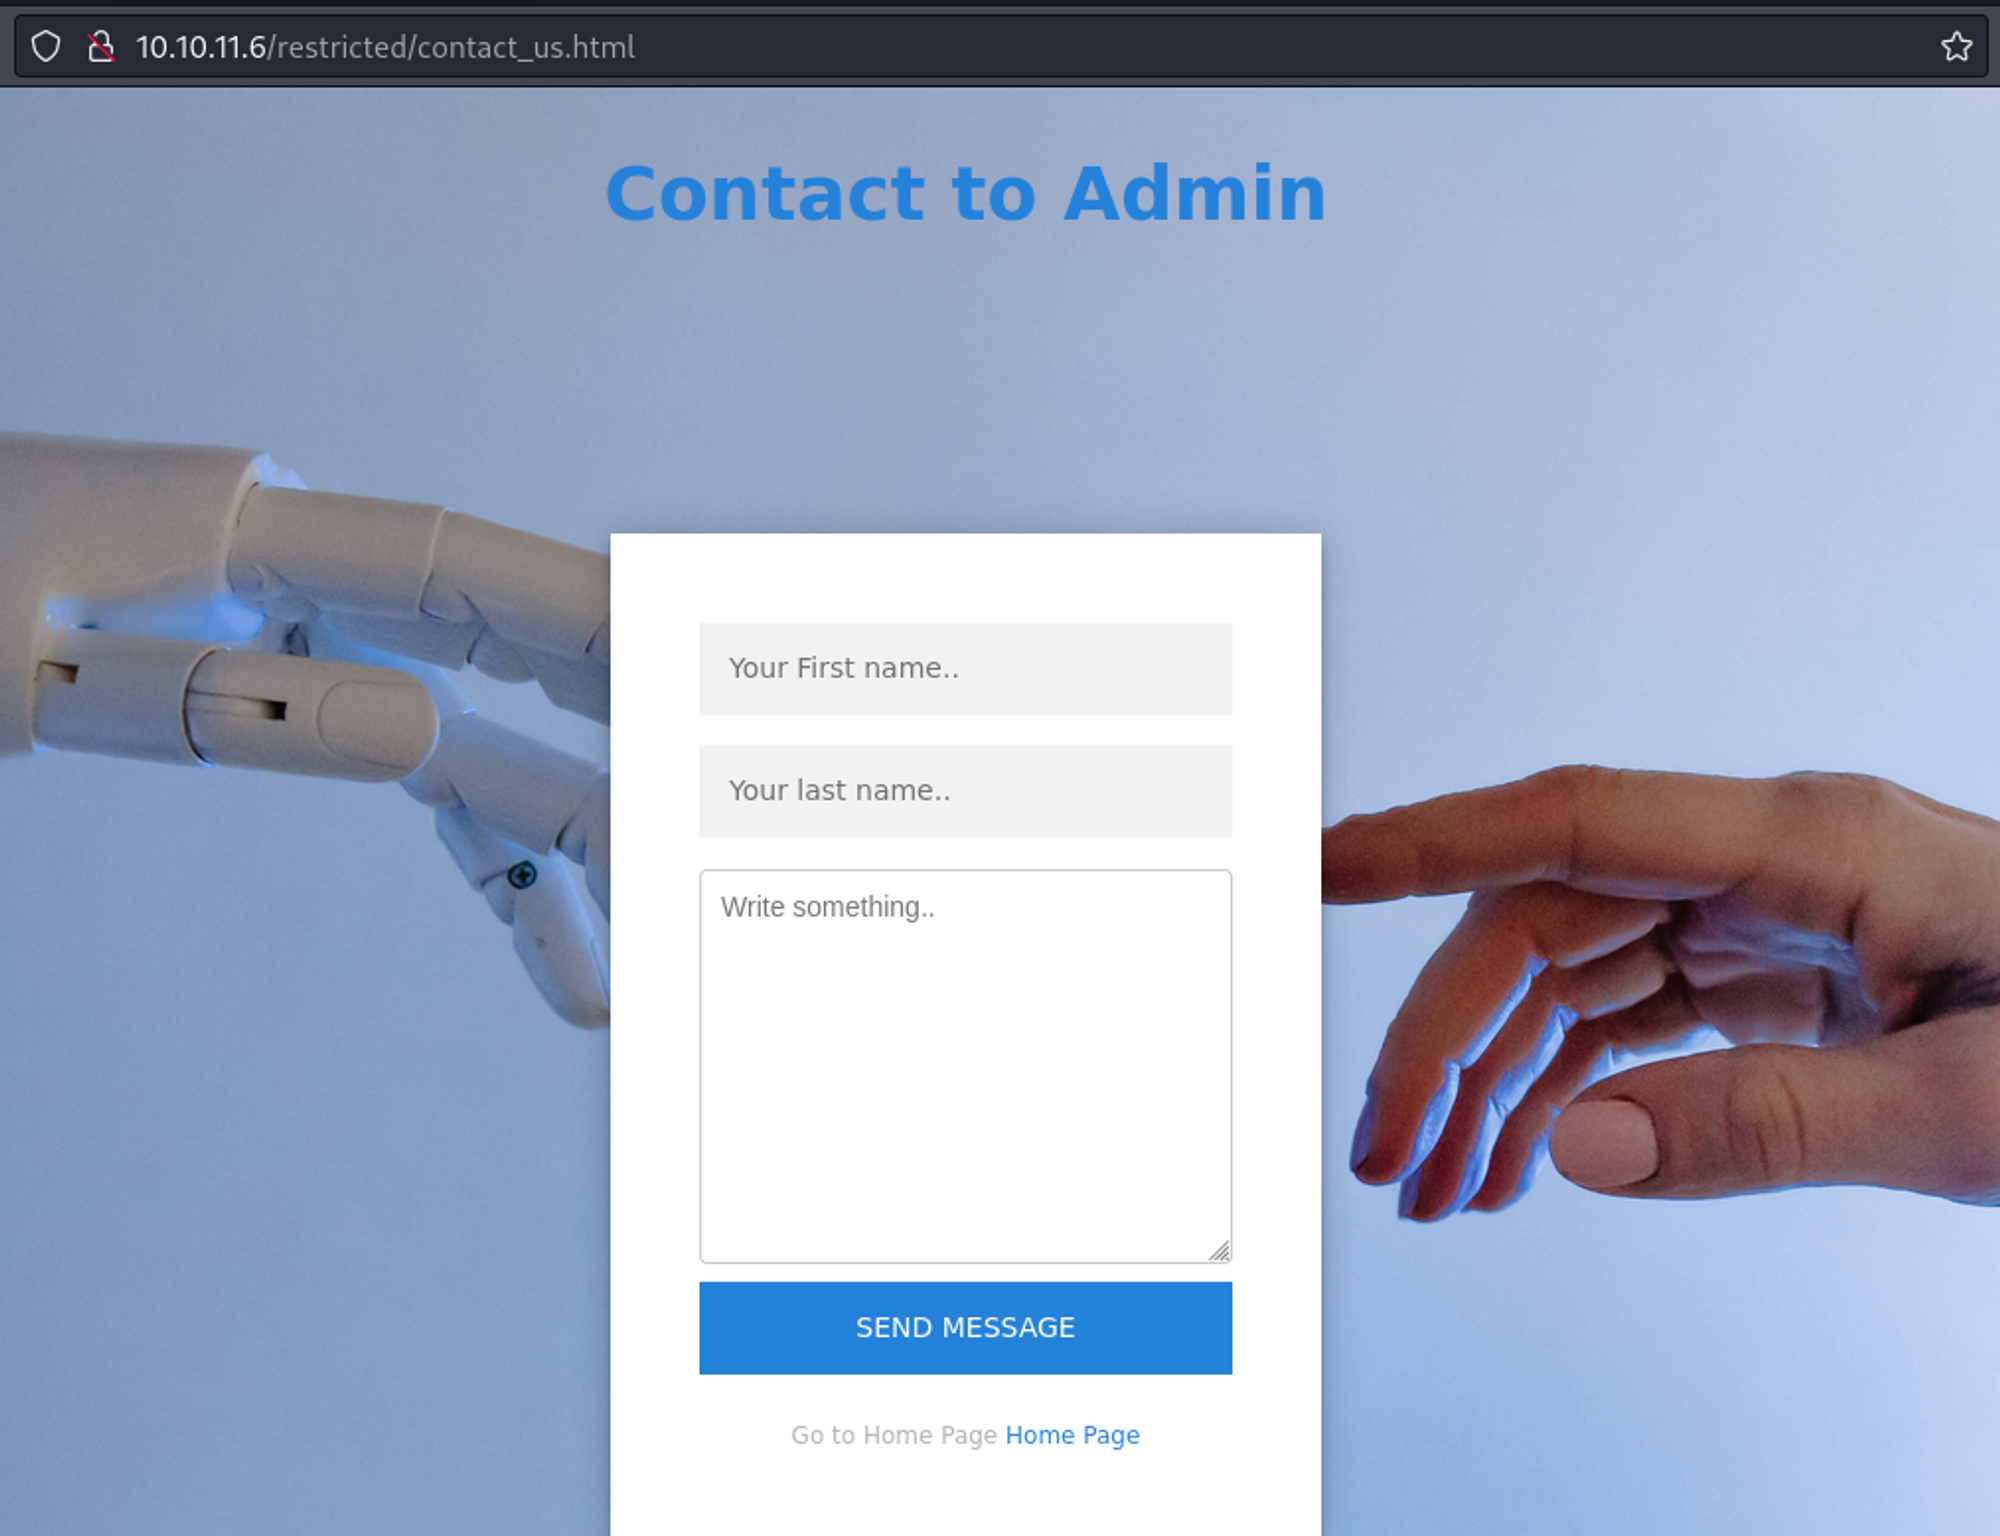 10.10.11.6/restricted/contact_us.html
Contact to Admin
Your First name..
Your last name..
Write something..
SEND MESSAGE
Go to Home Page Home Page